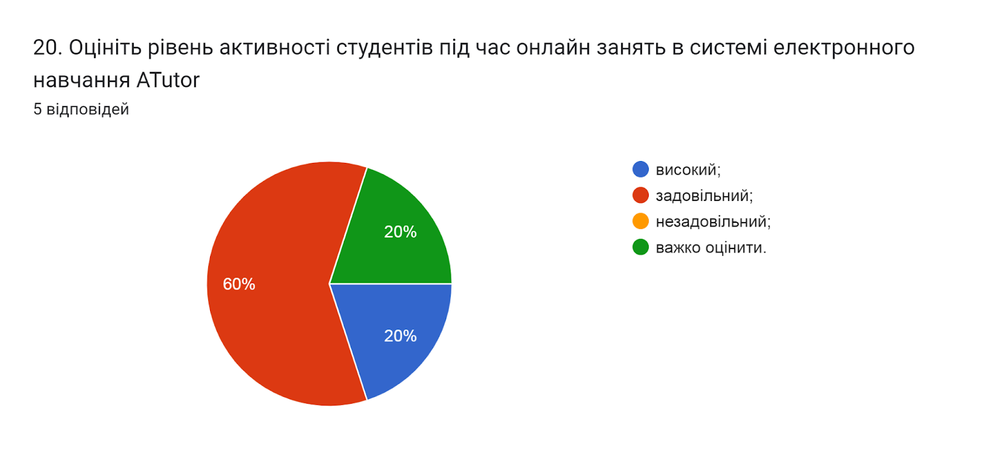 20. Оцініть рівень активності студентів під час онлайн занять в системі електронного
навчання ATutor
5 відповідей
високий;
задовільний;
незадовільний;
важко оцінити.
20%
60%
20%